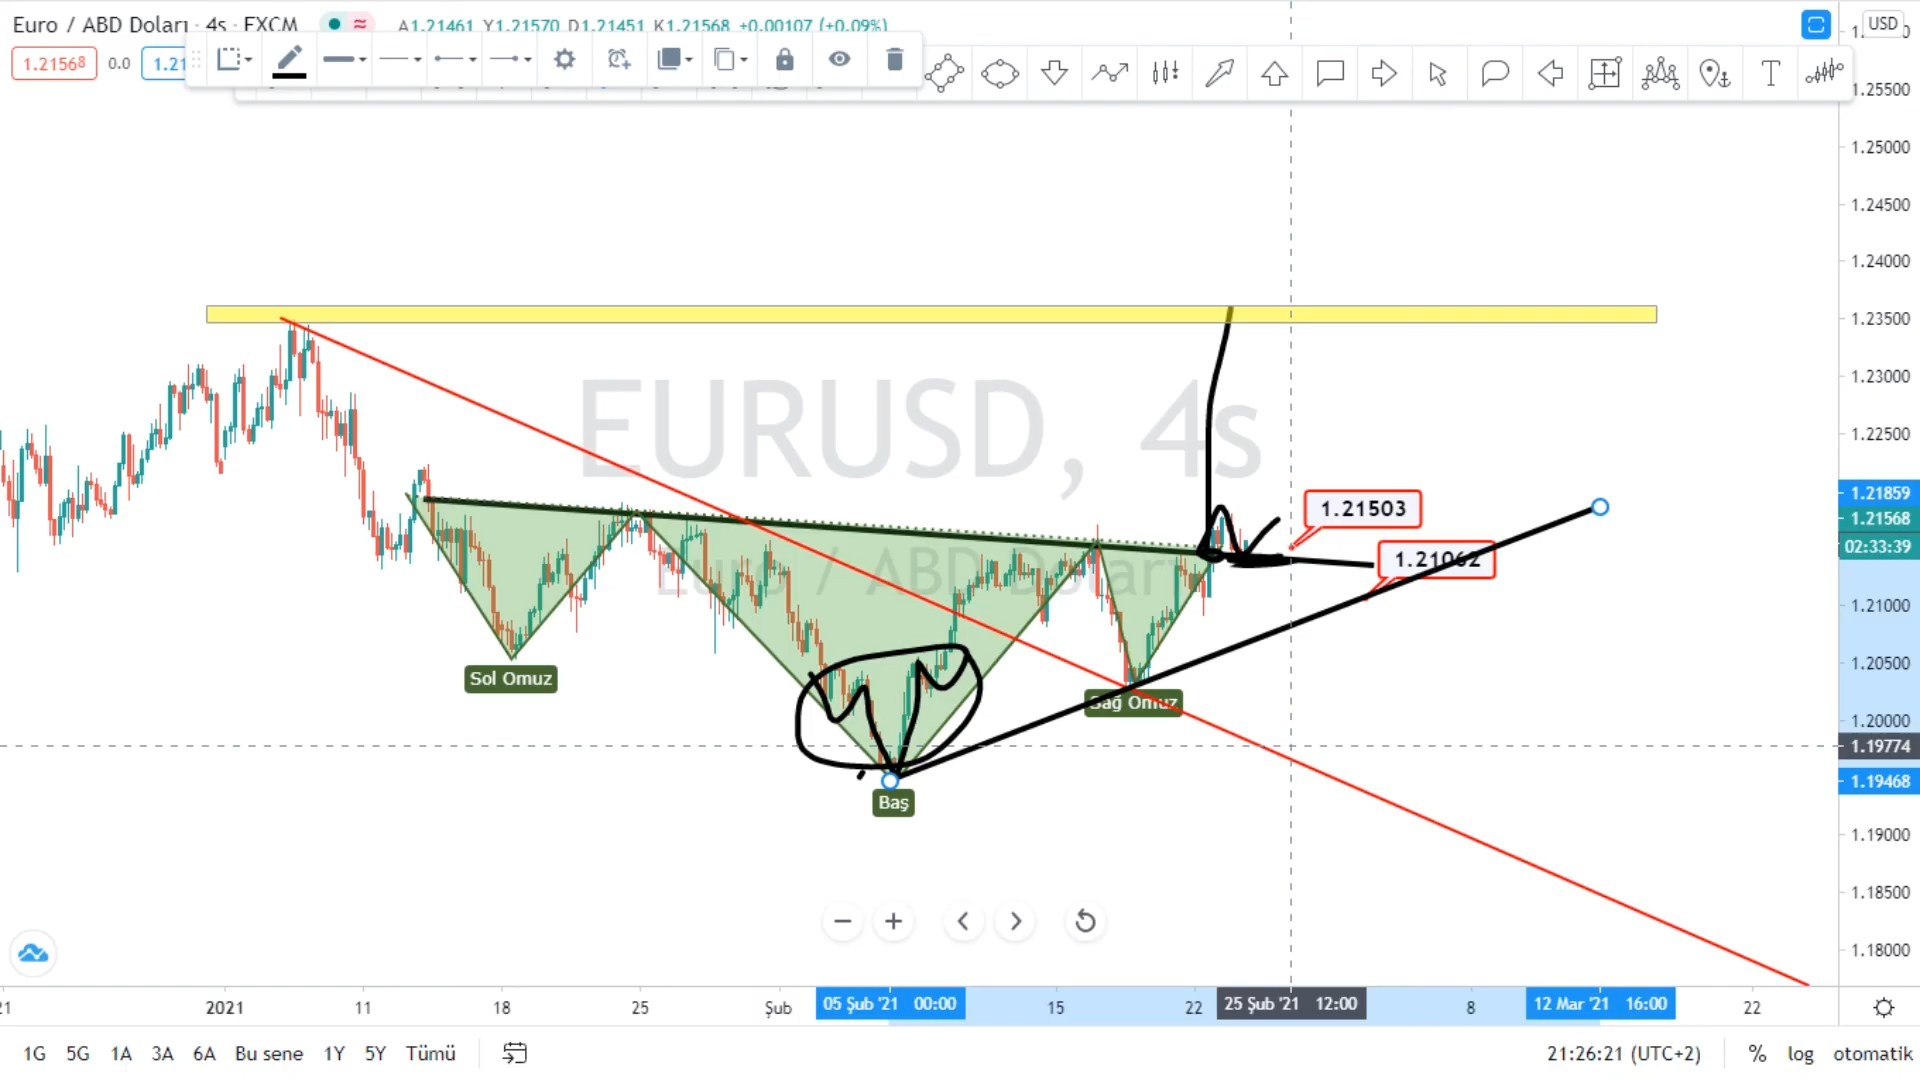 Euro / ABD Doları · 4s · FXCM
A1.21461 Y1.21570 D1.21451 K1.21568 +0.00107 (+0.09%)
USD
1.21568
0.0
1.21
T
1.25500
1.25000
1.24500
1.24000
1.23500
1.23000
1.22500
1.21859
1.21568
02:33:39
1.21000
1.20500
1.20000
1.19774
1.19468
1.19000
1.18500
1.18000
EURUSD, 4s
Euro / ABD Doları
1.21503
1.21062
Sol Omuz
Sağ Omuz
Baş
2021 11 18 25 Şub 05 Şub '21 00:00 15 22 25 Şub '21 12:00 8 12 Mar '21 16:00 22
1G 5G 1A 3A 6A Bu sene 1Y 5Y Tümü
21:26:21 (UTC+2) % log otomatik